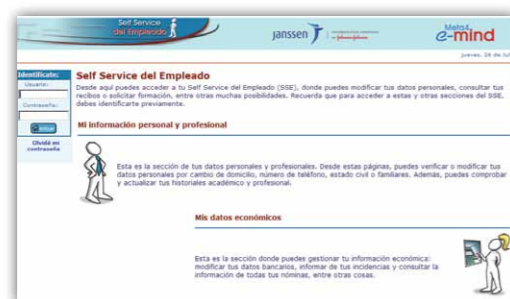 Self Service
del Empleado
janssen
Meta4
e-mind
jueves, 28 de Jul
Identifícate:
Usuario:
Contraseña:
Entrar
Olvidé mi
contraseña
Self Service del Empleado
Desde aquí puedes acceder a tu Self Service del Empleado (SSE), donde puedes modificar tus datos personales, consultar tus
recibos o solicitar formación, entre otras muchas posibilidades. Recuerda que para acceder a estas y otras secciones del SSE,
debes identificarte previamente.
Mi información personal y profesional
Esta es la sección de tus datos personales y profesionales. Desde estas páginas, puedes verificar o modificar tus
datos personales por cambio de domicilio, número de teléfono, estado civil o familiares. Además, puedes comprobar
y actualizar tus historiales académico y profesional.
Mis datos económicos
Esta es la sección donde puedes gestionar tu información económica:
modificar tus datos bancarios, informar de tus incidencias y consultar la
información de todas tus nóminas, entre otras cosas.